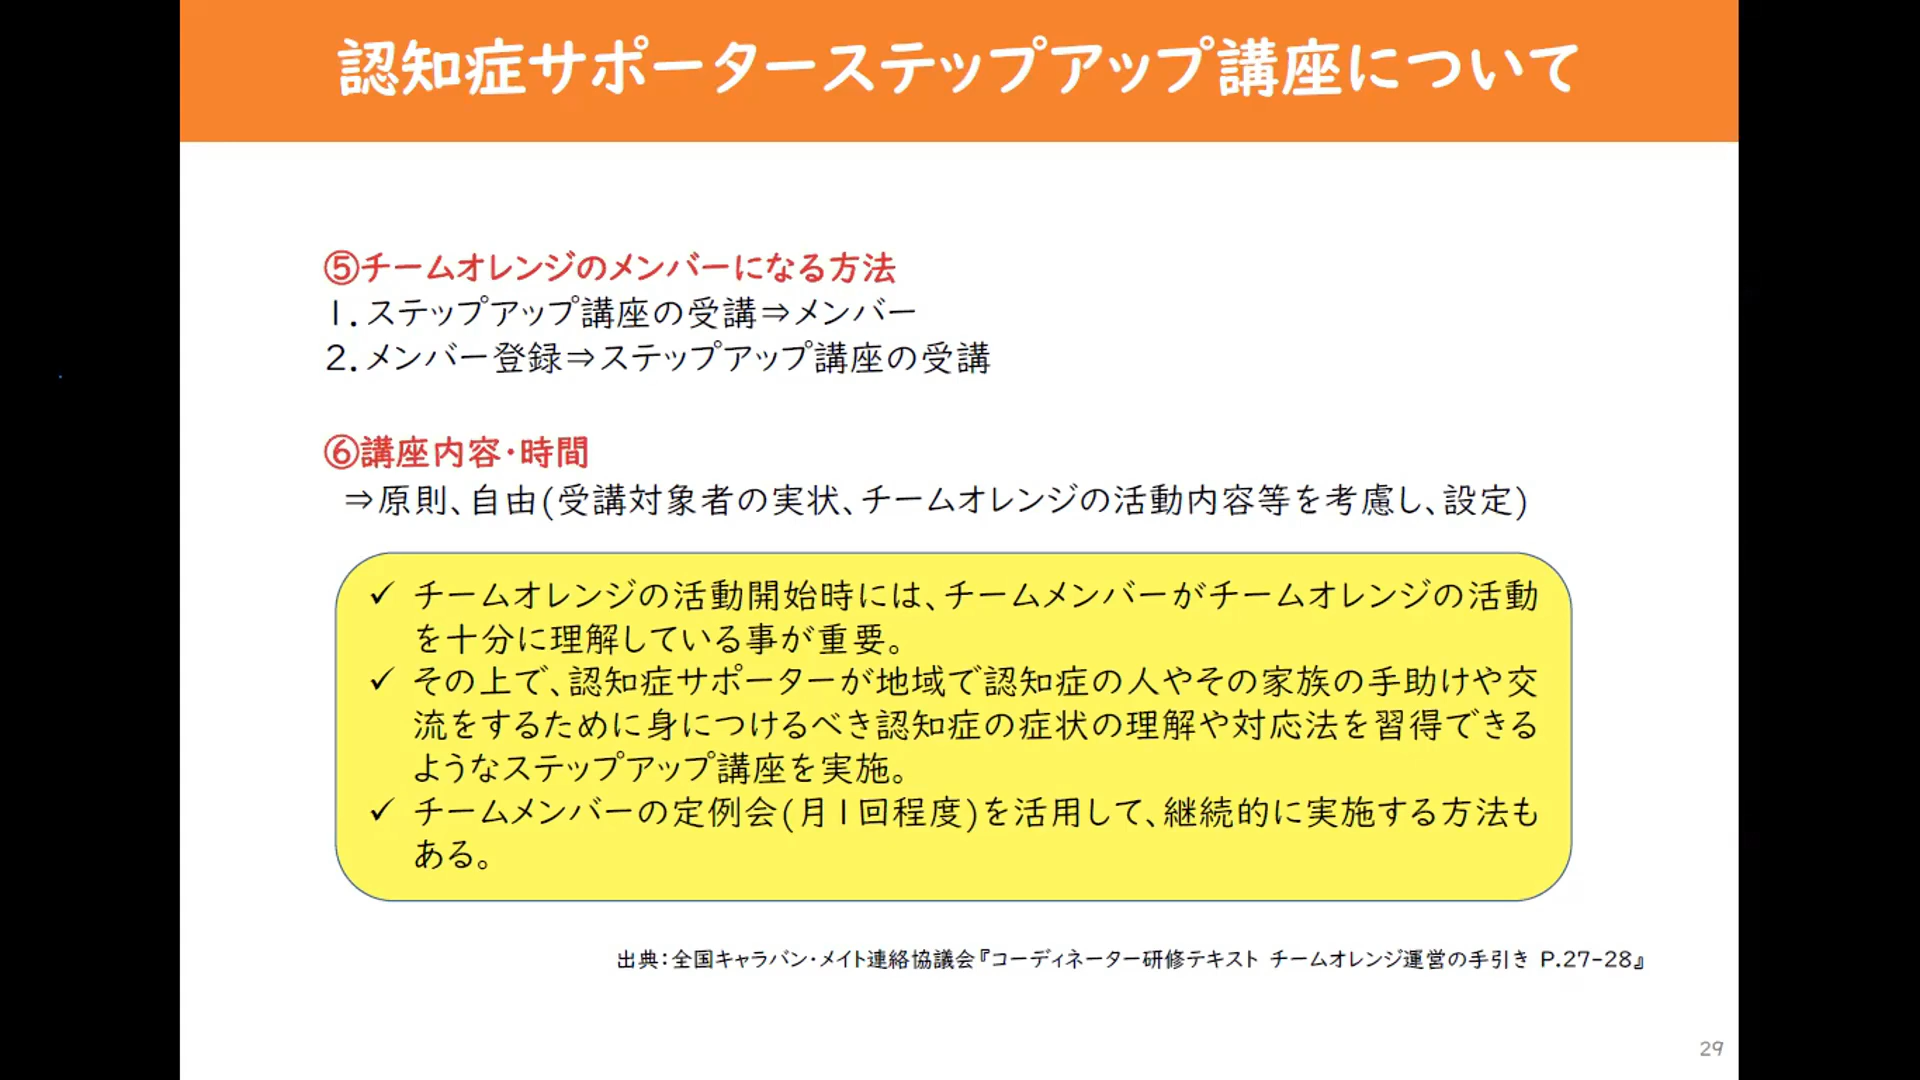 認知症サポーターステップアップ講座について
⑤チームオレンジのメンバーになる方法
1.ステップアップ講座の受講⇒メンバー
2.メンバー登録⇒ステップアップ講座の受講
⑥講座内容・時間
⇒原則、自由(受講対象者の実状、チームオレンジの活動内容等を考慮し、設定)
✓ チームオレンジの活動開始時には、チームメンバーがチームオレンジの活動
を十分に理解している事が重要。
✓ その上で、認知症サポーターが地域で認知症の人やその家族の手助けや交
流をするために身につけるべき認知症の症状の理解や対応法を習得できる
ようなステップアップ講座を実施。
✓ チームメンバーの定例会(月1回程度)を活用して、継続的に実施する方法も
ある。
出典：全国キャラバン・メイト連絡協議会『コーディネーター研修テキスト チームオレンジ運営の手引き P.27-28』
29